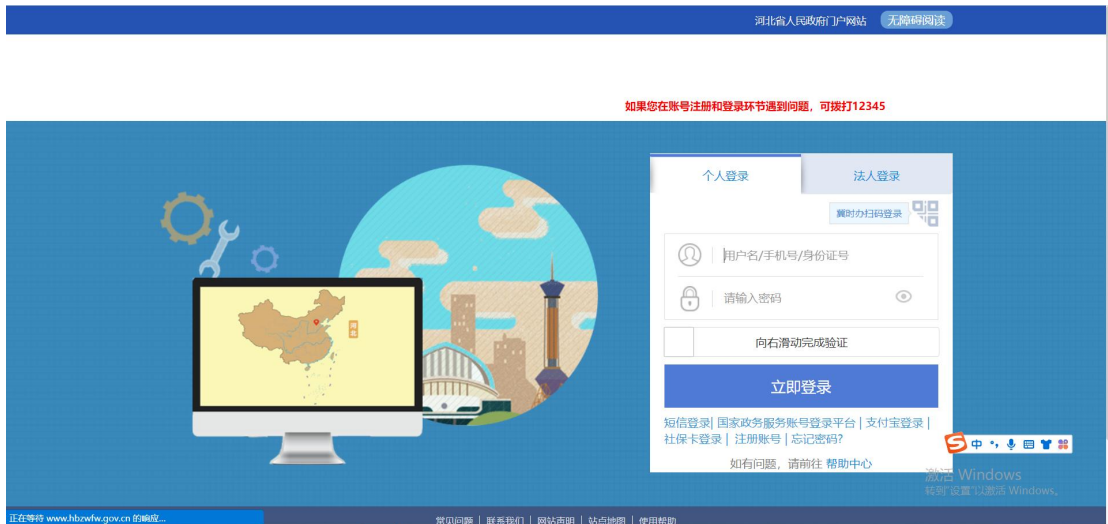 河北省人民政府门户网站 无障碍阅读
如果您在账号注册和登录环节遇到问题，可拨打12345
个人登录 法人登录
冀时办扫码登录
用户名/手机号/身份证号
请输入密码
向右滑动完成验证
立即登录
短信登录| 国家政务服务账号登录平台 | 支付宝登录 |
社保卡登录 | 注册账号 | 忘记密码?
如有问题，请前往 帮助中心
河北
中
激活 Windows
转到"设置"以激活 Windows。
正在等待 www.hbzwfw.gov.cn 的响应...
常见问题 | 联系我们 | 网站声明 | 站点地图 | 使用帮助